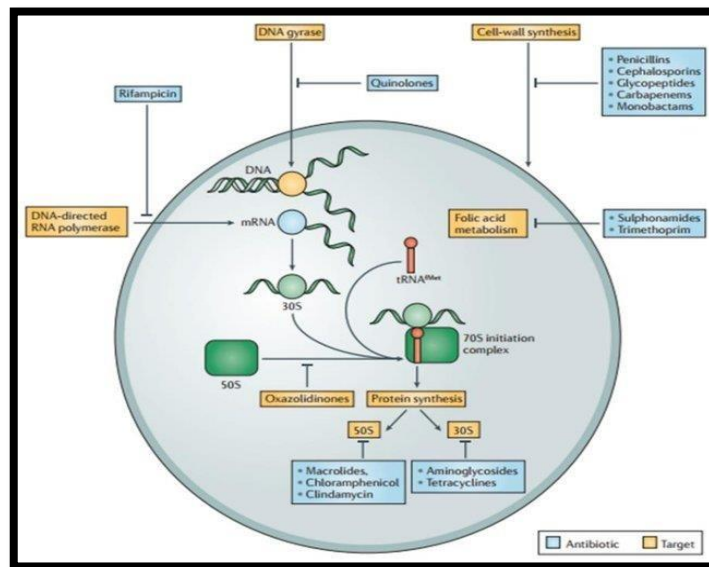 DNA gyrase
Cell-wall synthesis
Rifampicin
Quinolones
• Penicillins
• Cephalosporins
• Glycopeptides
• Carbapenems
• Monobactams
DNA
DNA-directed
RNA polymerase
mRNA
Folic acid
metabolism
• Sulphonamides
• Trimethoprim
tRNAfMet
30S
70S initiation
complex
50S
Oxazolidinones
Protein synthesis
50S
30S
• Macrolides,
• Chloramphenicol
• Clindamycin
• Aminoglycosides
• Tetracyclines
Antibiotic
Target